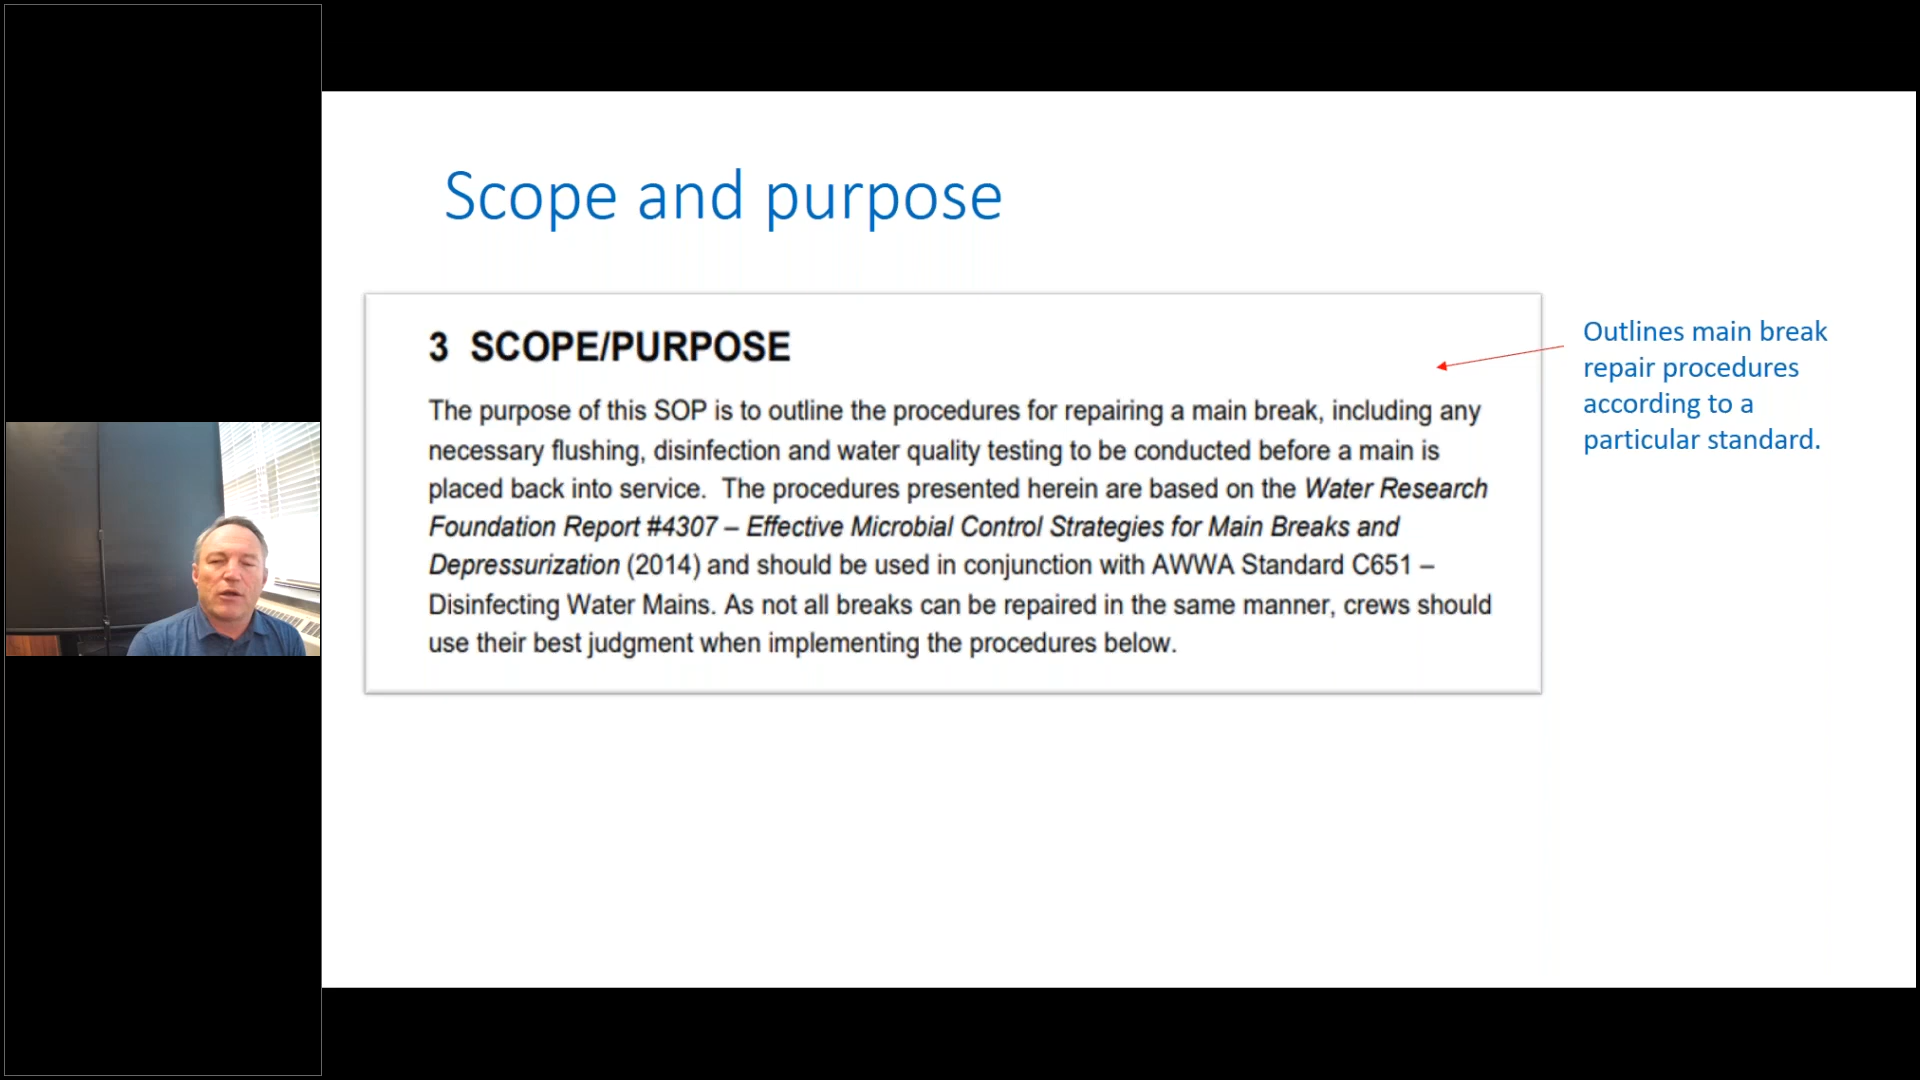 Scope and purpose
3 SCOPE/PURPOSE
The purpose of this SOP is to outline the procedures for repairing a main break, including any
necessary flushing, disinfection and water quality testing to be conducted before a main is
placed back into service. The procedures presented herein are based on the Water Research
Foundation Report #4307 – Effective Microbial Control Strategies for Main Breaks and
Depressurization (2014) and should be used in conjunction with AWWA Standard C651 –
Disinfecting Water Mains. As not all breaks can be repaired in the same manner, crews should
use their best judgment when implementing the procedures below.
Outlines main break
repair procedures
according to a
particular standard.